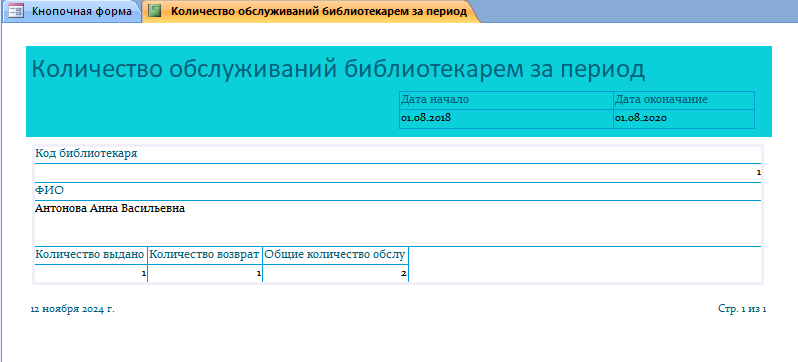 Кнопочная форма Количество обслуживаний библиотекарем за период
Количество обслуживаний библиотекарем за период
Дата начало Дата оконачание
01.08.2018 01.08.2020
Код библиотекаря
1
ФИО
Антонова Анна Васильевна
Количество выдано Количество возврат Общие количество обслу
1 1 2
12 ноября 2024 г. Стр. 1 из 1